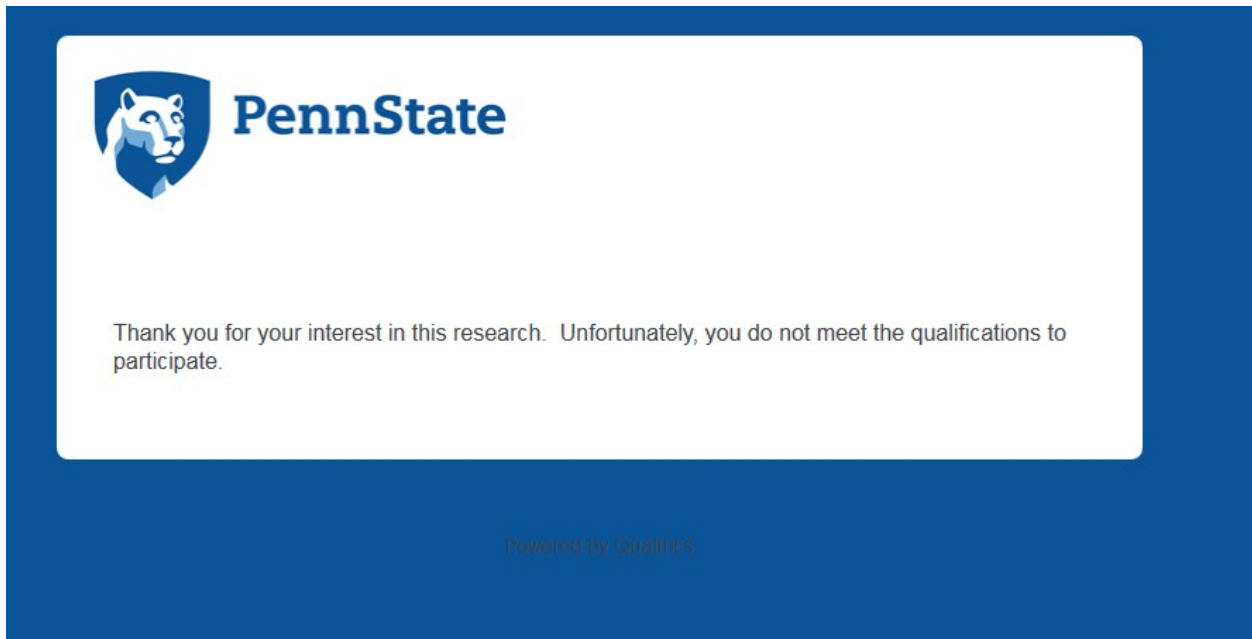 PennState
Thank you for your interest in this research.  Unfortunately, you do not meet the qualifications to
participate.
Powered by Qualtrics